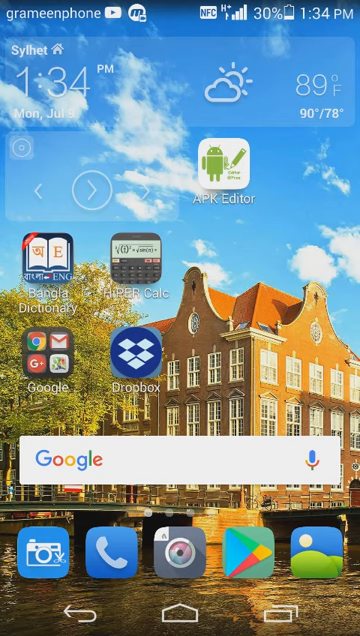 grameenphone NFC H 30% 1:34 PM
Sylhet
1:34 PM
89°F
Mon, Jul 9
90°/78°
APK Editor
অ E
বাংলা ENG
Bangla Dictionary
HiPER Calc
Google
Dropbox
Google